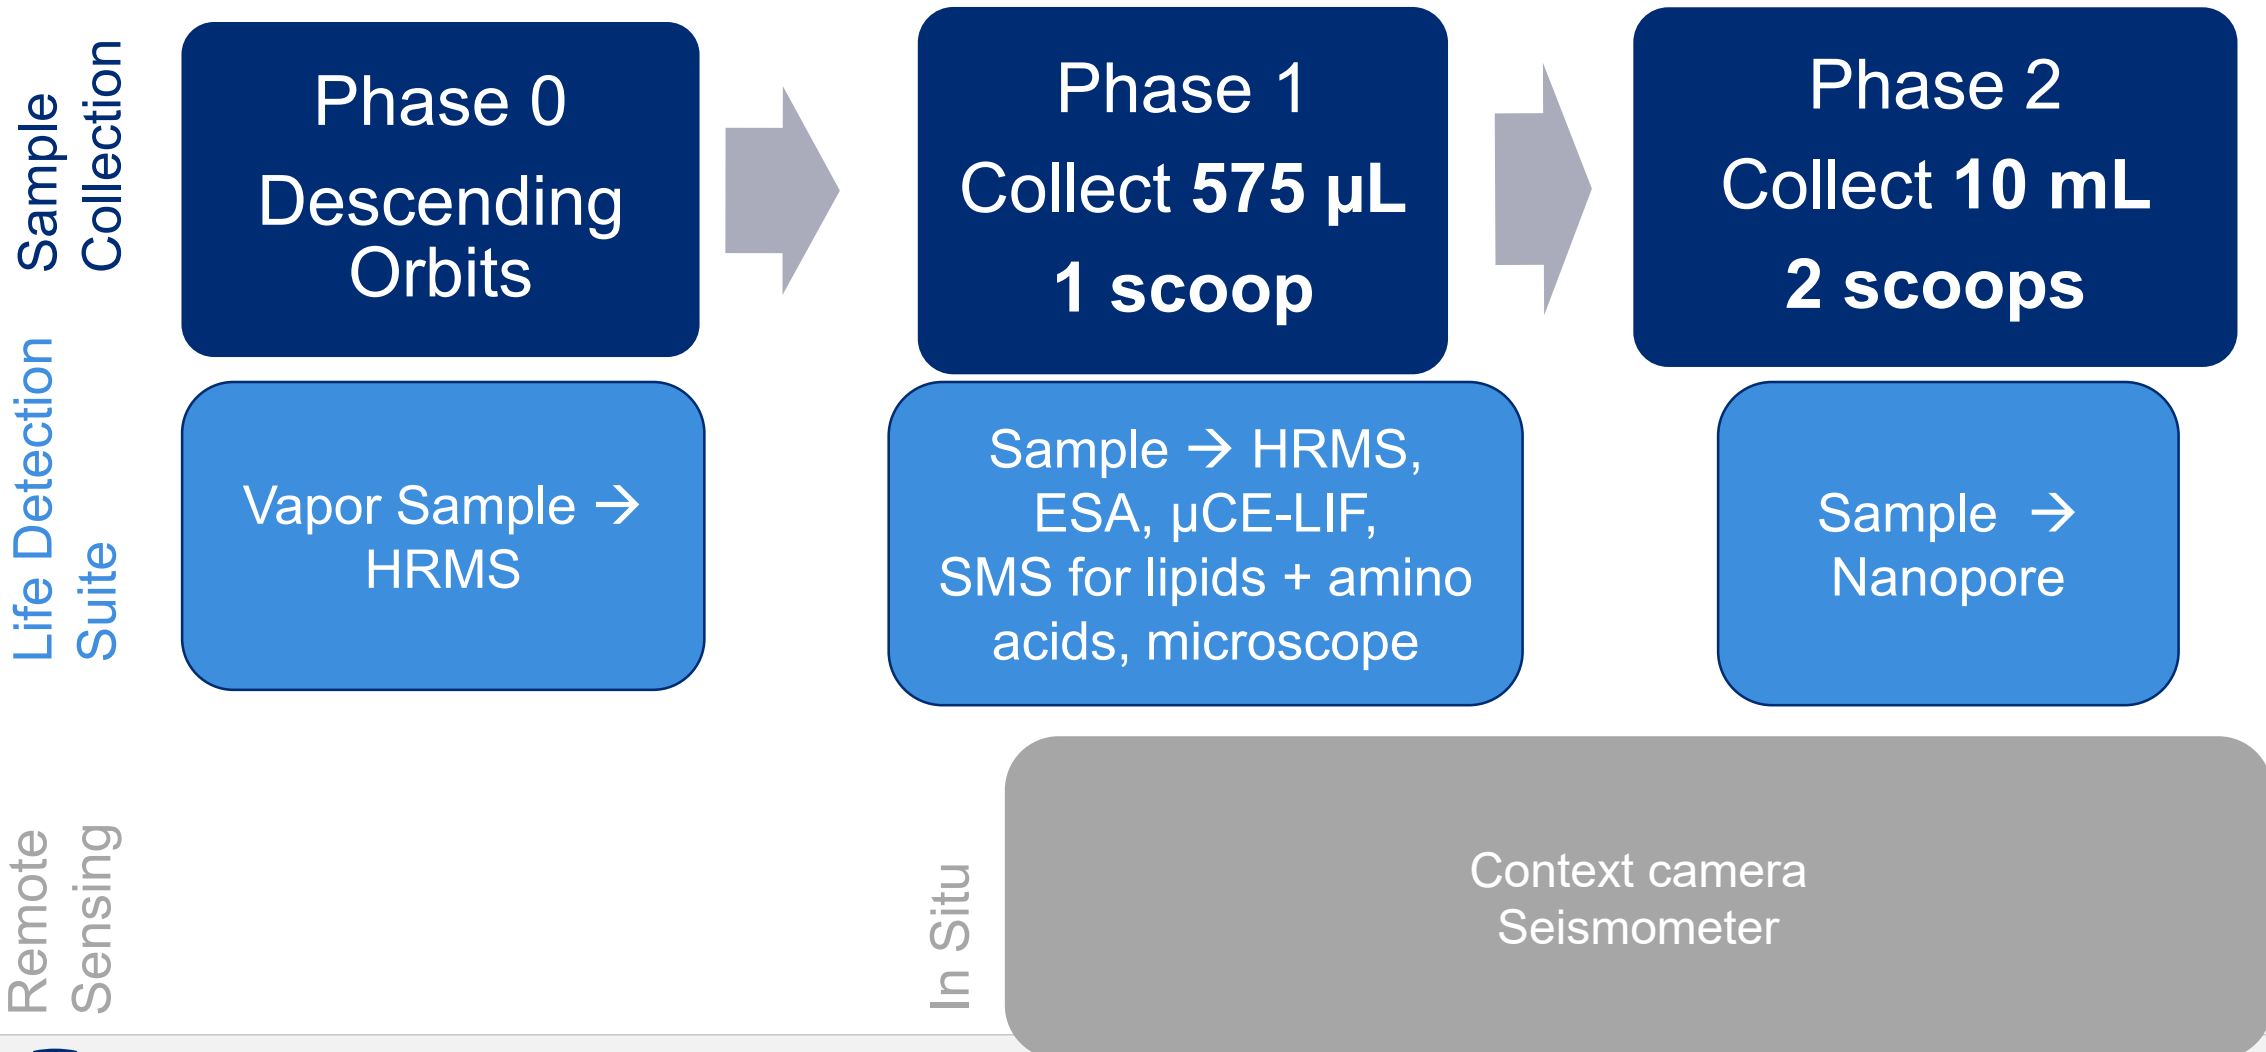 Sample
Collection
Phase 0
Descending
Orbits
Phase 1
Collect 575 µL
1 scoop
Phase 2
Collect 10 mL
2 scoops
Life Detection
Suite
Vapor Sample →
HRMS
Sample → HRMS,
ESA, µCE-LIF,
SMS for lipids + amino
acids, microscope
Sample →
Nanopore
Remote
Sensing
In Situ
Context camera
Seismometer